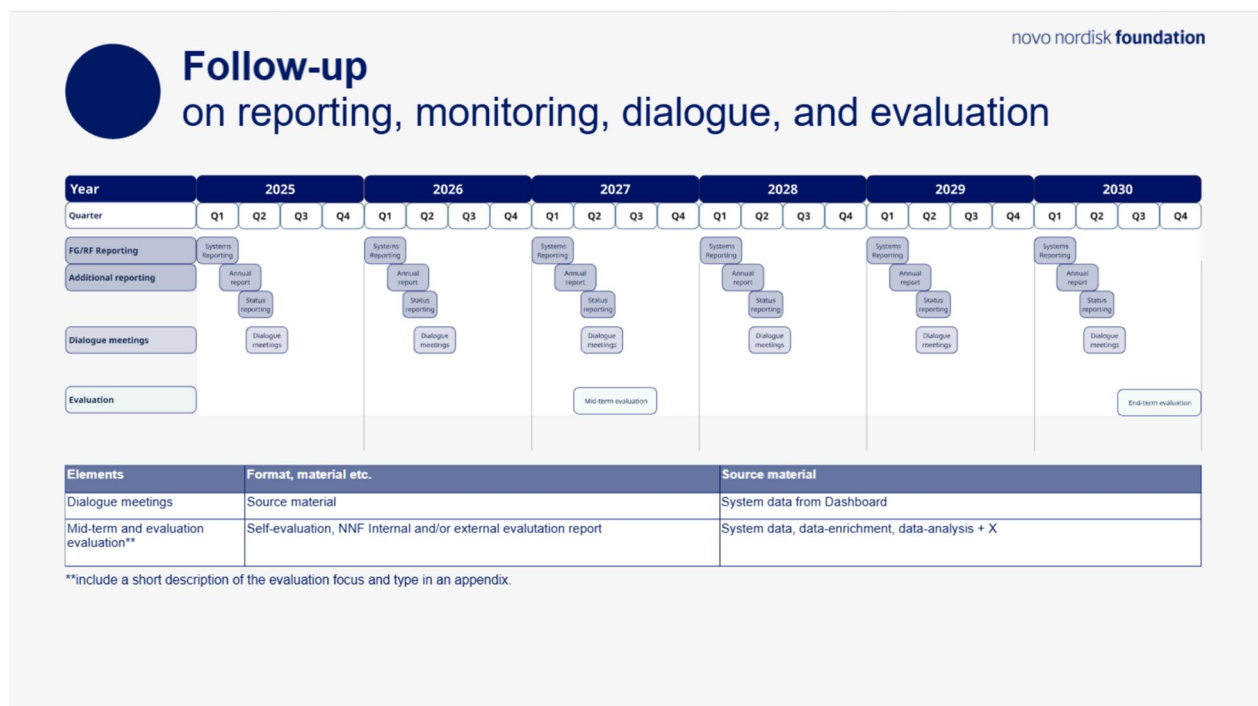 novo nordisk foundation
Follow-up
on reporting, monitoring, dialogue, and evaluation
Year 2025 2026 2027 2028 2029 2030
Quarter Q1 Q2 Q3 Q4 Q1 Q2 Q3 Q4 Q1 Q2 Q3 Q4 Q1 Q2 Q3 Q4 Q1 Q2 Q3 Q4 Q1 Q2 Q3 Q4
FG/RF Reporting
Systems Systems Systems Systems Systems Systems
Reporting Reporting Reporting Reporting Reporting Reporting
Additional reporting
Annual Annual Annual Annual Annual Annual
report report report report report report
Status Status Status Status Status Status
reporting reporting reporting reporting reporting reporting
Dialogue meetings
Dialogue Dialogue Dialogue Dialogue Dialogue Dialogue
meetings meetings meetings meetings meetings meetings
Evaluation Mid-term evaluation End-term evaluation
Elements Format, material etc. Source material
Dialogue meetings Source material System data from Dashboard
Mid-term and evaluation Self-evaluation, NNF Internal and/or external evalutation report System data, data-enrichment, data-analysis + X
evaluation**
**include a short description of the evaluation focus and type in an appendix.